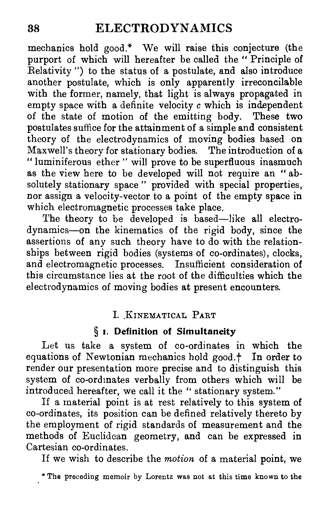 38 ELECTRODYNAMICS
mechanics hold good.* We will raise this conjecture (the
purport of which will hereafter be called the “ Principle of
Relativity ”) to the status of a postulate, and also introduce
another postulate, which is only apparently irreconcilable
with the former, namely, that light is always propagated in
empty space with a definite velocity c which is independent
of the state of motion of the emitting body. These two
postulates suffice for the attainment of a simple and consistent
theory of the electrodynamics of moving bodies based on
Maxwell's theory for stationary bodies. The introduction of a
“ luminiferous ether ” will prove to be superfluous inasmuch
as the view here to be developed will not require an “ ab-
solutely stationary space ” provided with special properties,
nor assign a velocity-vector to a point of the empty space in
which electromagnetic processes take place.
The theory to be developed is based—like all electro-
dynamics—on the kinematics of the rigid body, since the
assertions of any such theory have to do with the relation-
ships between rigid bodies (systems of co-ordinates), clocks,
and electromagnetic processes. Insufficient consideration of
this circumstance lies at the root of the difficulties which the
electrodynamics of moving bodies at present encounters.
I. KINEMATICAL PART
§ 1. Definition of Simultaneity
Let us take a system of co-ordinates in which the
equations of Newtonian mechanics hold good.† In order to
render our presentation more precise and to distinguish this
system of co-ordinates verbally from others which will be
introduced hereafter, we call it the “ stationary system.”
If a material point is at rest relatively to this system of
co-ordinates, its position can be defined relatively thereto by
the employment of rigid standards of measurement and the
methods of Euclidean geometry, and can be expressed in
Cartesian co-ordinates.
If we wish to describe the motion of a material point, we
* The preceding memoir by Lorentz was not at this time known to the